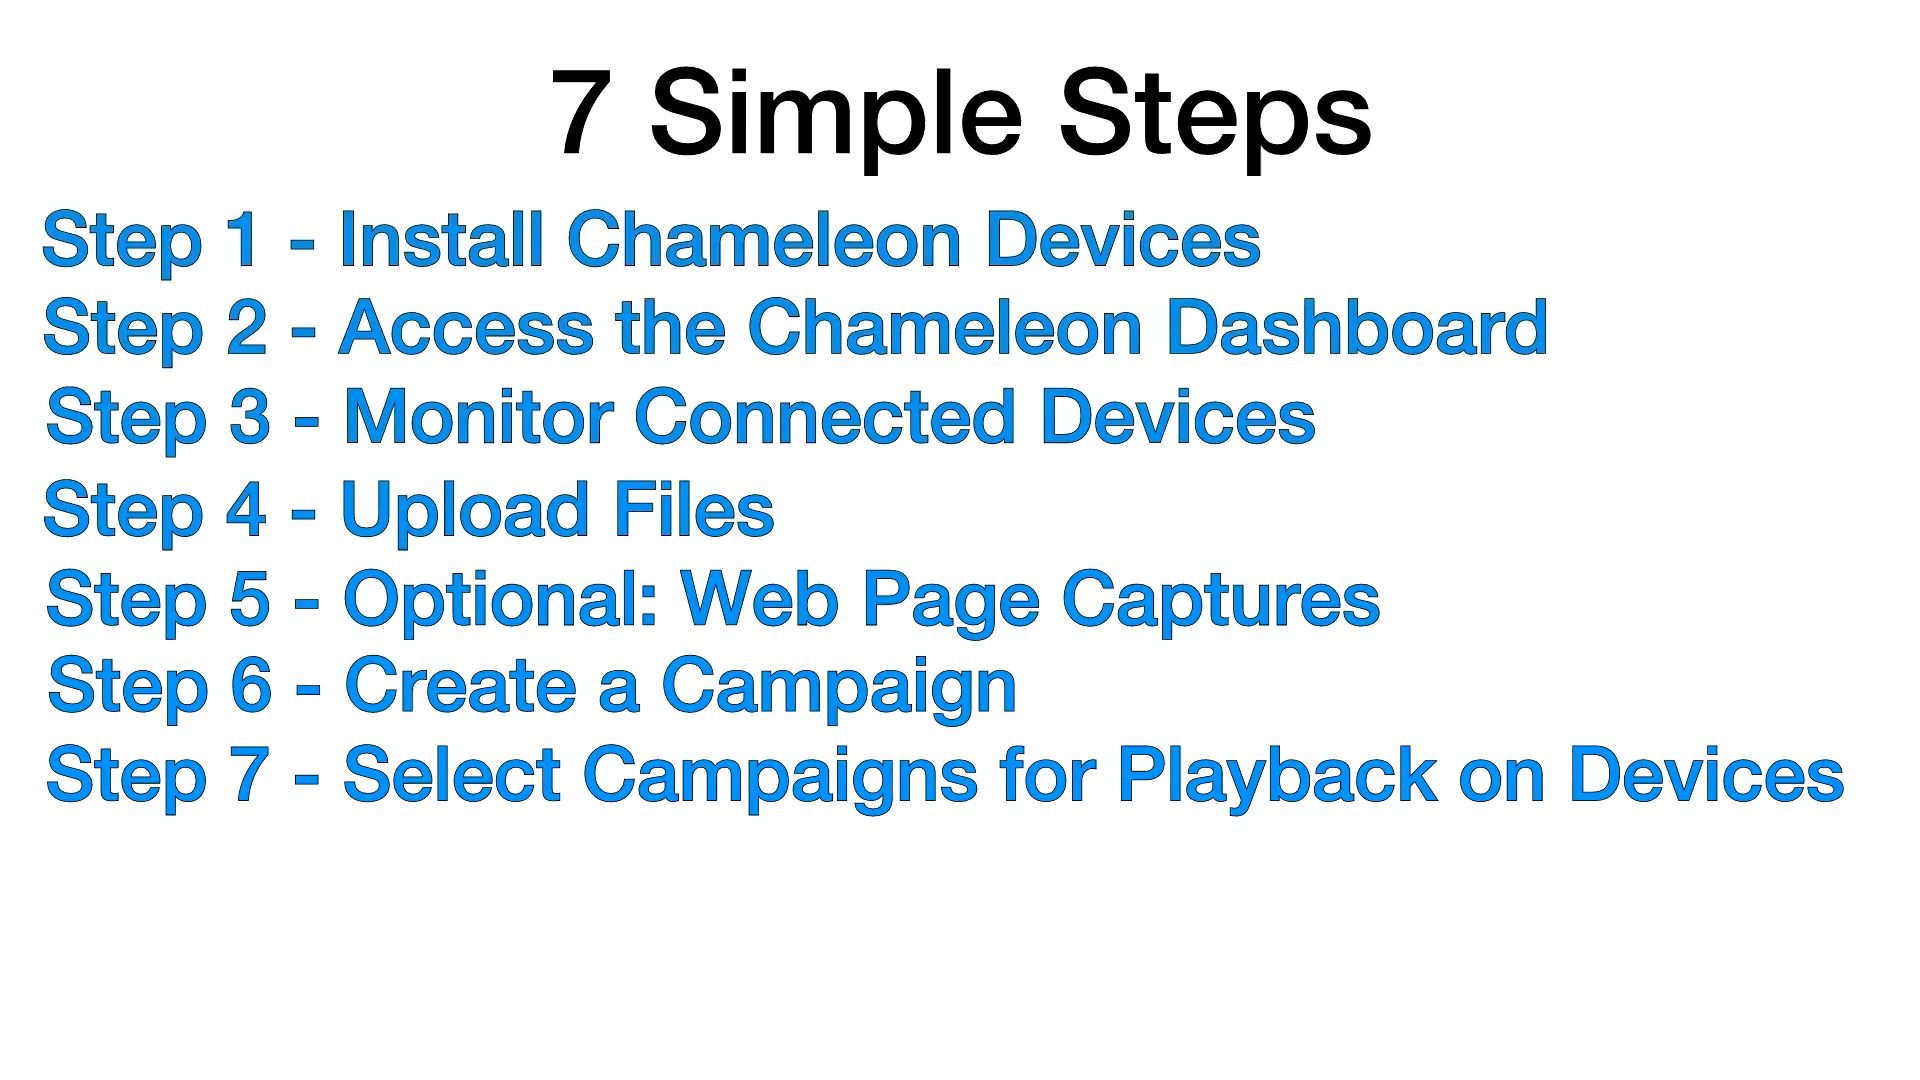 7 Simple Steps
Step 1 - Install Chameleon Devices
Step 2 - Access the Chameleon Dashboard
Step 3 - Monitor Connected Devices
Step 4 - Upload Files
Step 5 - Optional: Web Page Captures
Step 6 - Create a Campaign
Step 7 - Select Campaigns for Playback on Devices